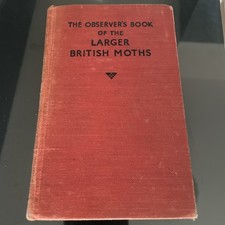 THE OBSERVER'S BOOK
OF THE
LARGER
BRITISH MOTHS